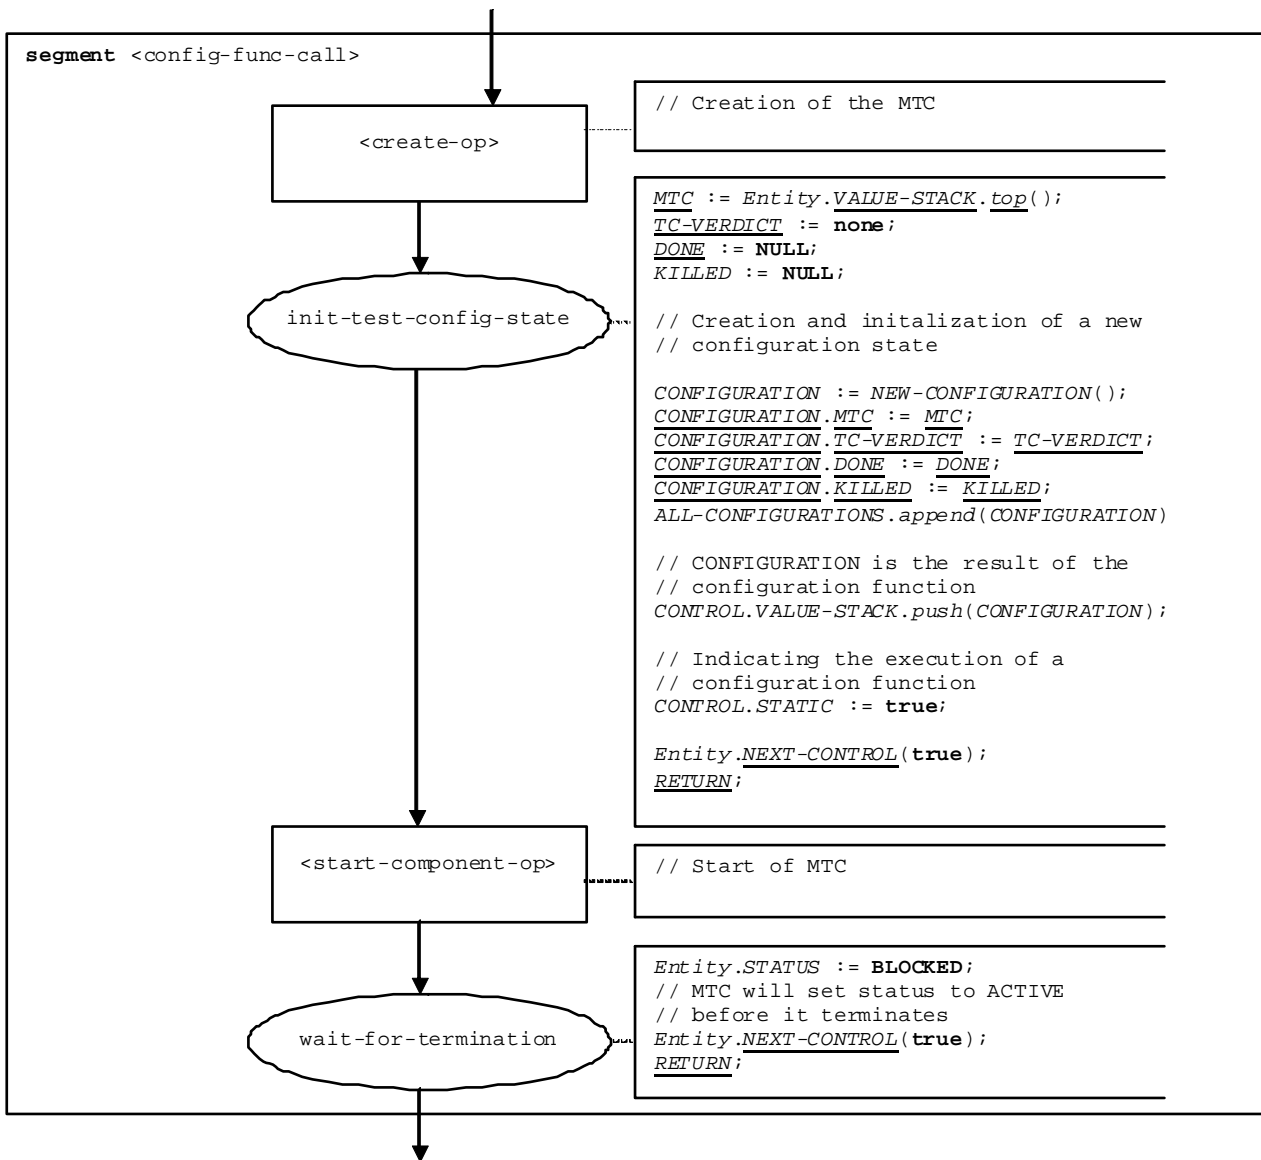 segment <config-func-call>
<create-op>
// Creation of the MTC
MTC := Entity.VALUE-STACK.top();
TC-VERDICT := none;
DONE := NULL;
KILLED := NULL;
init-test-config-state
// Creation and initalization of a new
// configuration state
CONFIGURATION := NEW-CONFIGURATION();
CONFIGURATION.MTC := MTC;
CONFIGURATION.TC-VERDICT := TC-VERDICT;
CONFIGURATION.DONE := DONE;
CONFIGURATION.KILLED := KILLED;
ALL-CONFIGURATIONS.append(CONFIGURATION)
// CONFIGURATION is the result of the
// configuration function
CONTROL.VALUE-STACK.push(CONFIGURATION);
// Indicating the execution of a
// configuration function
CONTROL.STATIC := true;
Entity.NEXT-CONTROL(true);
RETURN;
<start-component-op>
// Start of MTC
wait-for-termination
Entity.STATUS := BLOCKED;
// MTC will set status to ACTIVE
// before it terminates
Entity.NEXT-CONTROL(true);
RETURN;